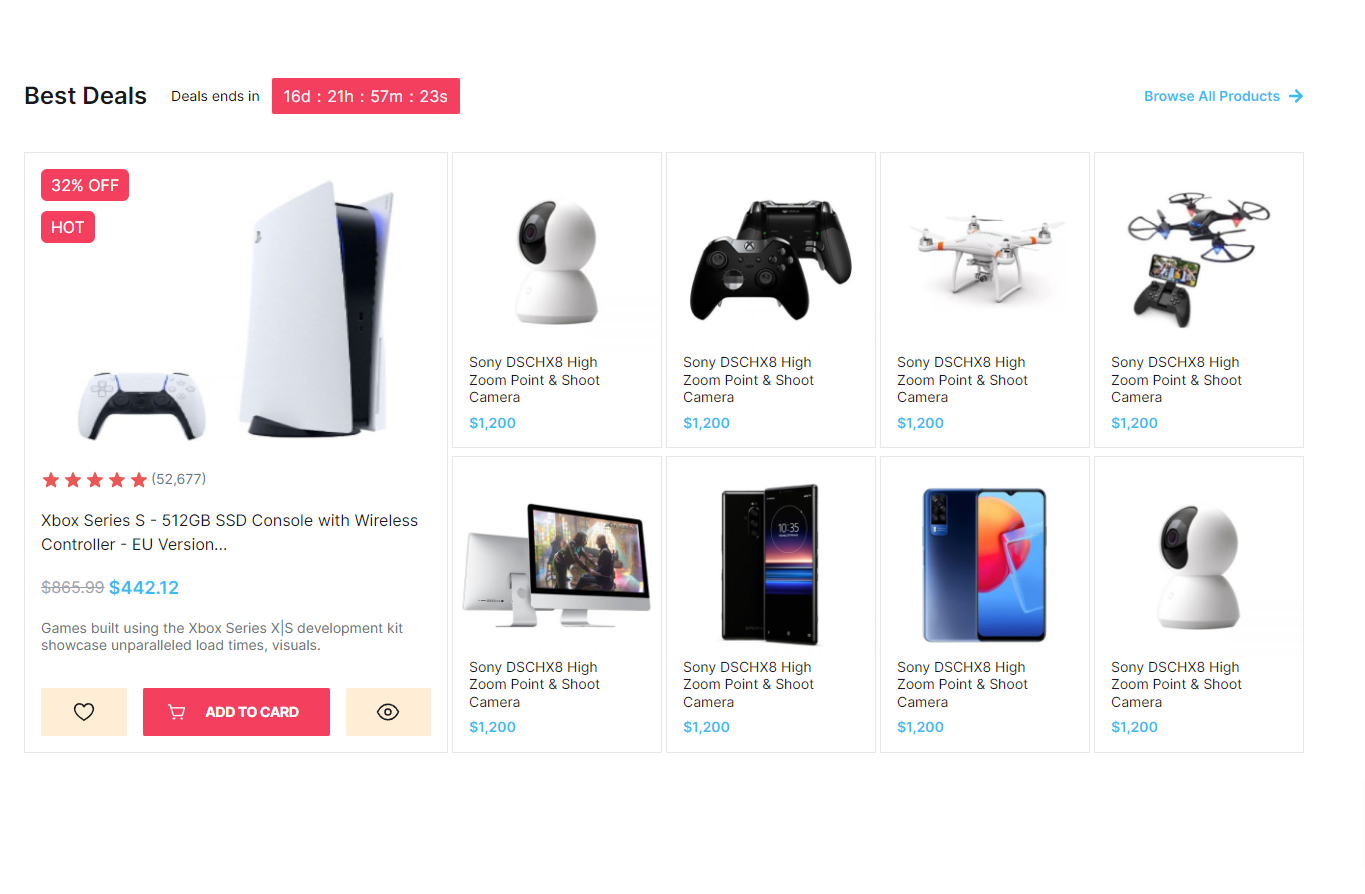 Best Deals
Deals ends in
16d : 21h : 57m : 23s
Browse All Products
32% OFF
HOT
(52,677)
Xbox Series S - 512GB SSD Console with Wireless
Controller - EU Version...
$865.99 $442.12
Games built using the Xbox Series X|S development kit
showcase unparalleled load times, visuals.
ADD TO CARD
Sony DSCHX8 High
Zoom Point & Shoot
Camera
$1,200
Sony DSCHX8 High
Zoom Point & Shoot
Camera
$1,200
Sony DSCHX8 High
Zoom Point & Shoot
Camera
$1,200
Sony DSCHX8 High
Zoom Point & Shoot
Camera
$1,200
10:35
Sony DSCHX8 High
Zoom Point & Shoot
Camera
$1,200
Sony DSCHX8 High
Zoom Point & Shoot
Camera
$1,200
Sony DSCHX8 High
Zoom Point & Shoot
Camera
$1,200
Sony DSCHX8 High
Zoom Point & Shoot
Camera
$1,200